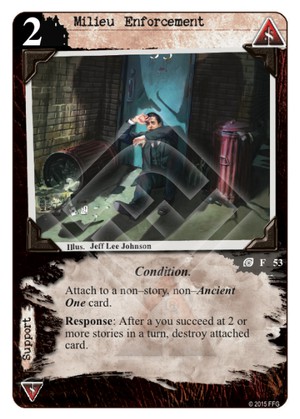 2
Milieu Enforcement
Illus. Jeff Lee Johnson
F 53
Condition.
Attach to a non–story, non–Ancient
One card.
Response: After a you succeed at 2 or
more stories in a turn, destroy attached
card.
Support
© 2015 FFG